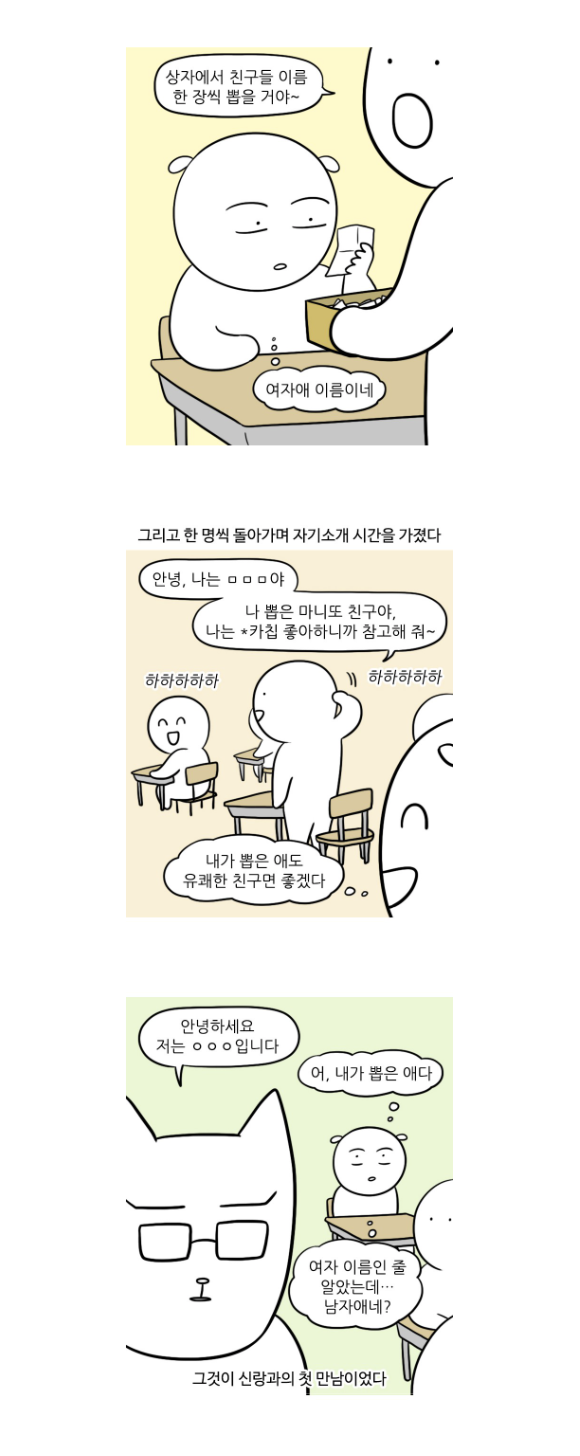 상자에서 친구들 이름
한 장씩 뽑을 거야~
여자애 이름이네
그리고 한 명씩 돌아가며 자기소개 시간을 가졌다
안녕, 나는 ㅁㅁㅁ야
나 뽑은 마니또 친구야,
나는 *카칩 좋아하니까 참고해 줘~
하하하하하
하하하하하
내가 뽑은 애도
유쾌한 친구면 좋겠다
안녕하세요
저는 ㅇㅇㅇ입니다
어, 내가 뽑은 애다
여자 이름인 줄
알았는데…
남자애네?
그것이 신랑과의 첫 만남이었다